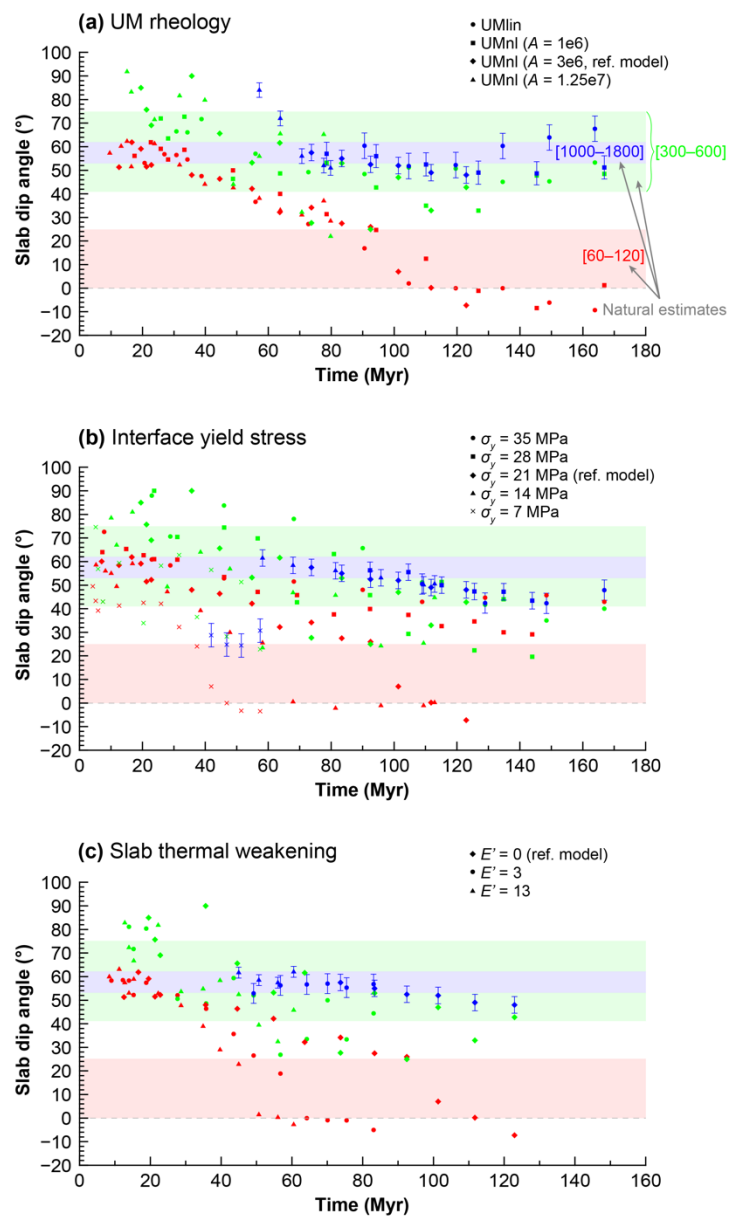 (a) UM rheology
UMlin
UMnl (A = 1e6)
UMnl (A = 3e6, ref. model)
UMnl (A = 1.25e7)
100
90
80
70
60
50
40
30
20
10
0
−10
−20
Slab dip angle (°)
[1000–1800]
[300–600]
[60–120]
Natural estimates
0 20 40 60 80 100 120 140 160 180
Time (Myr)
(b) Interface yield stress
σy = 35 MPa
σy = 28 MPa
σy = 21 MPa (ref. model)
σy = 14 MPa
σy = 7 MPa
100
90
80
70
60
50
40
30
20
10
0
−10
−20
Slab dip angle (°)
0 20 40 60 80 100 120 140 160 180
Time (Myr)
(c) Slab thermal weakening
E' = 0 (ref. model)
E' = 3
E' = 13
100
90
80
70
60
50
40
30
20
10
0
−10
−20
Slab dip angle (°)
0 20 40 60 80 100 120 140 160
Time (Myr)